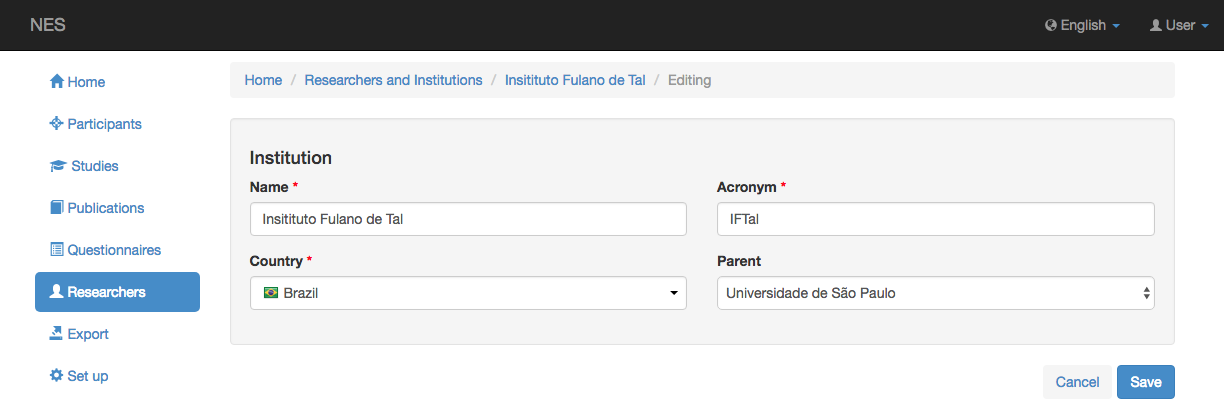 NES
English
User
Home
Participants
Studies
Publications
Questionnaires
Researchers
Export
Set up
Home / Researchers and Institutions / Insitituto Fulano de Tal / Editing
Institution
Name *
Acronym *
Insitituto Fulano de Tal
IFTal
Country *
Parent
Brazil
Universidade de São Paulo
Cancel
Save